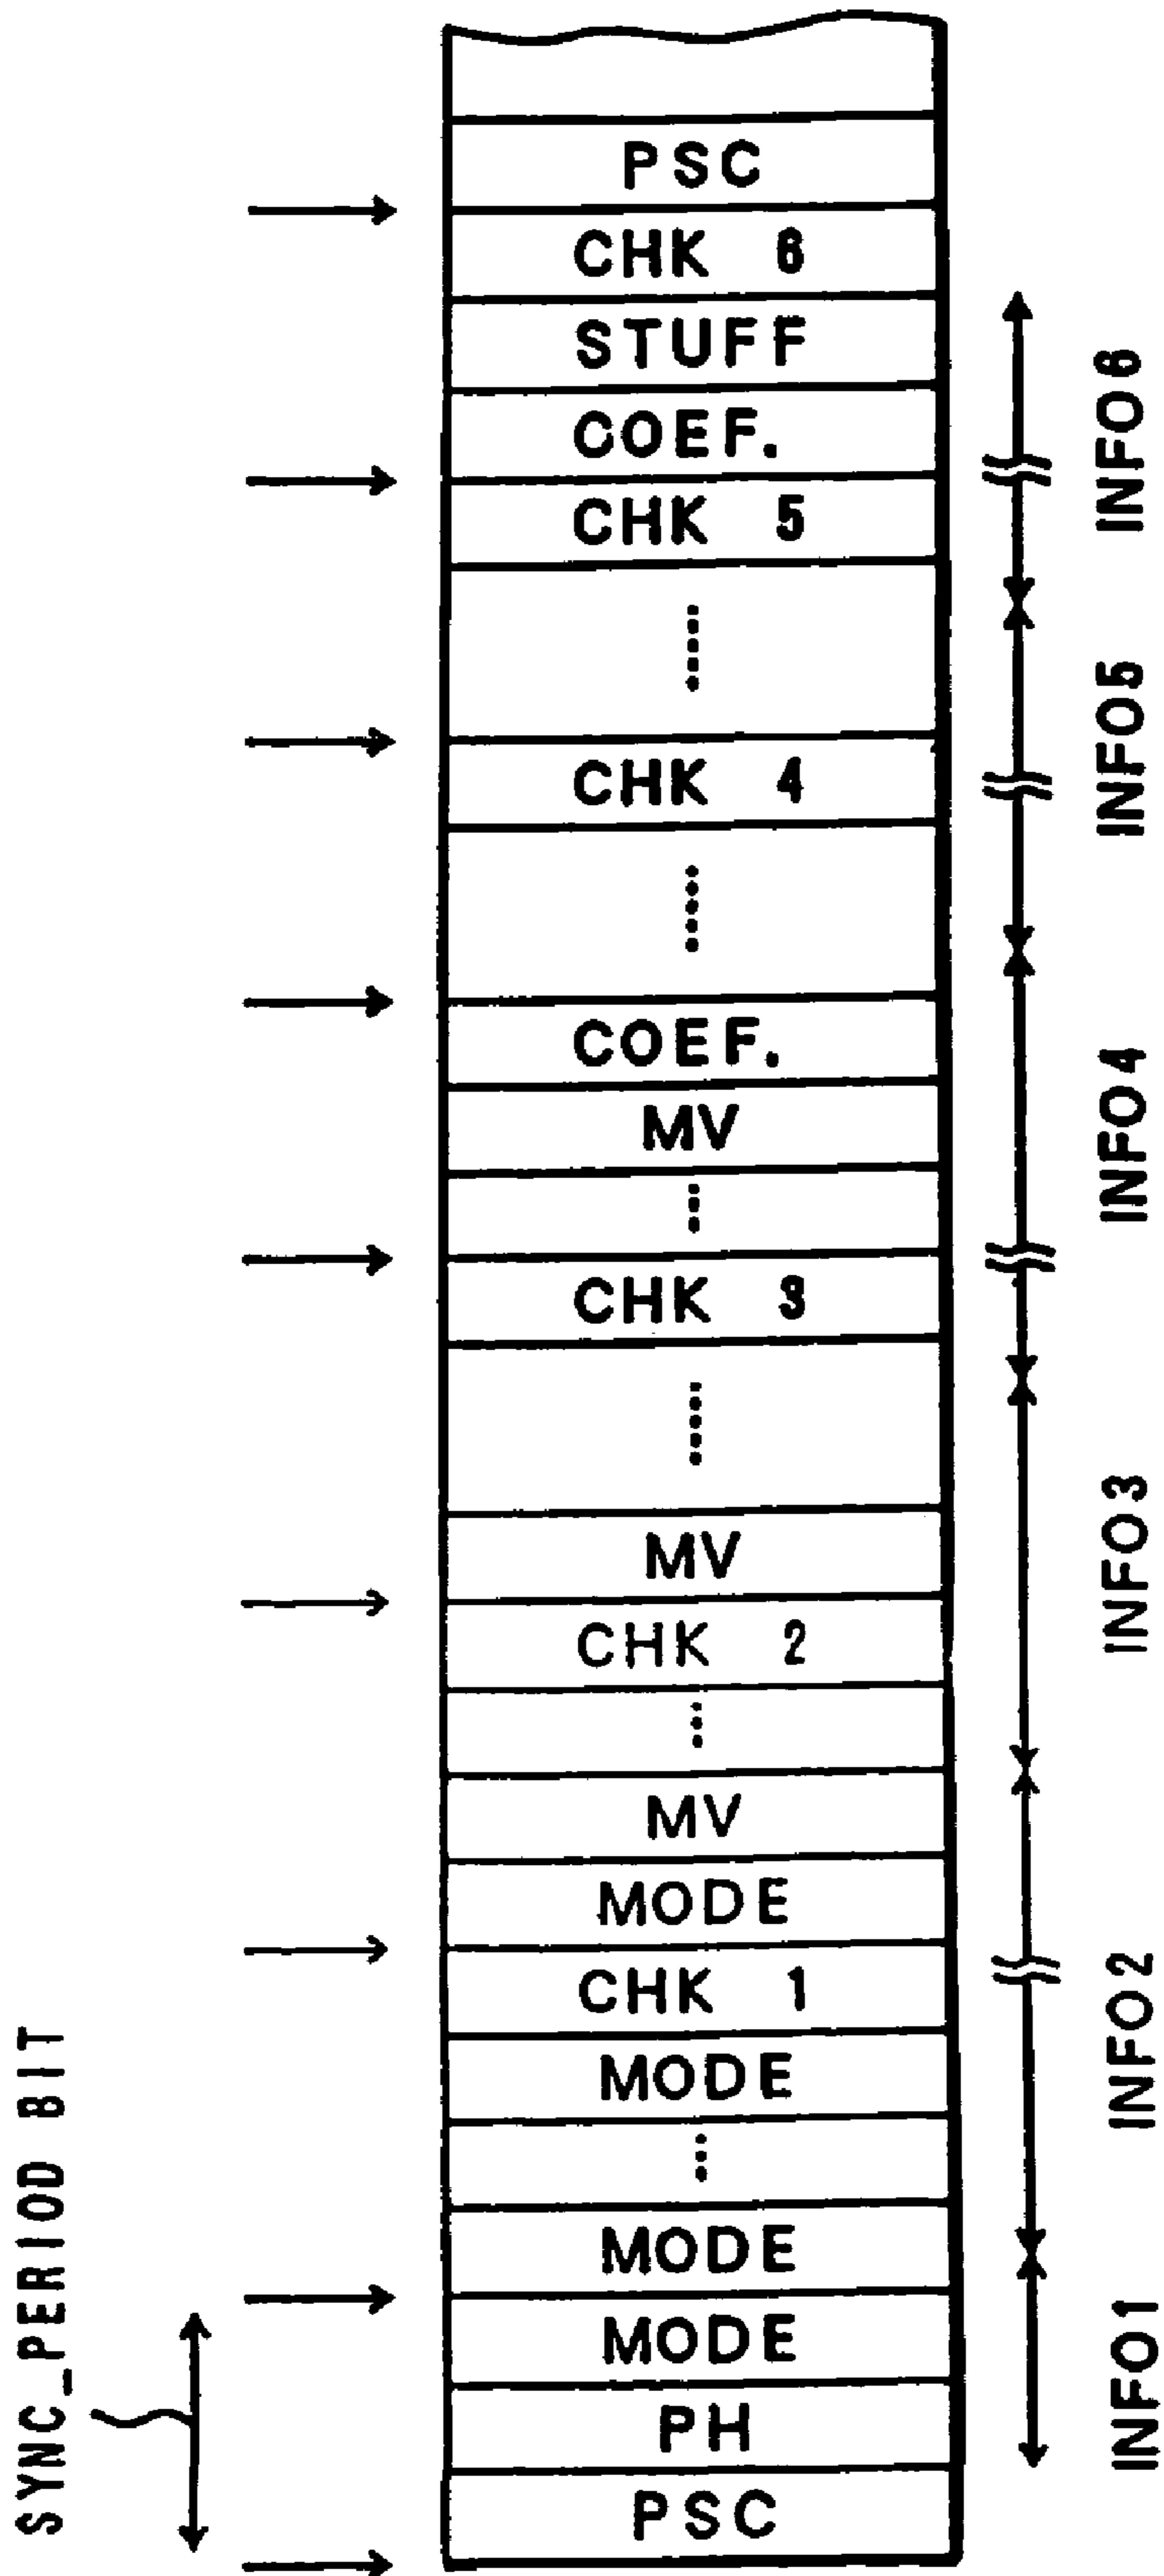 PSC
CHK 6
STUFF
COEF.
CHK 5
.....
CHK 4
.....
COEF.
MV
...
CHK 3
.....
MV
CHK 2
...
MV
MODE
CHK 1
MODE
...
MODE
MODE
PH
PSC
INFO6
INFO5
INFO4
INFO3
INFO2
INFO1
SYNC_PERIOD BIT